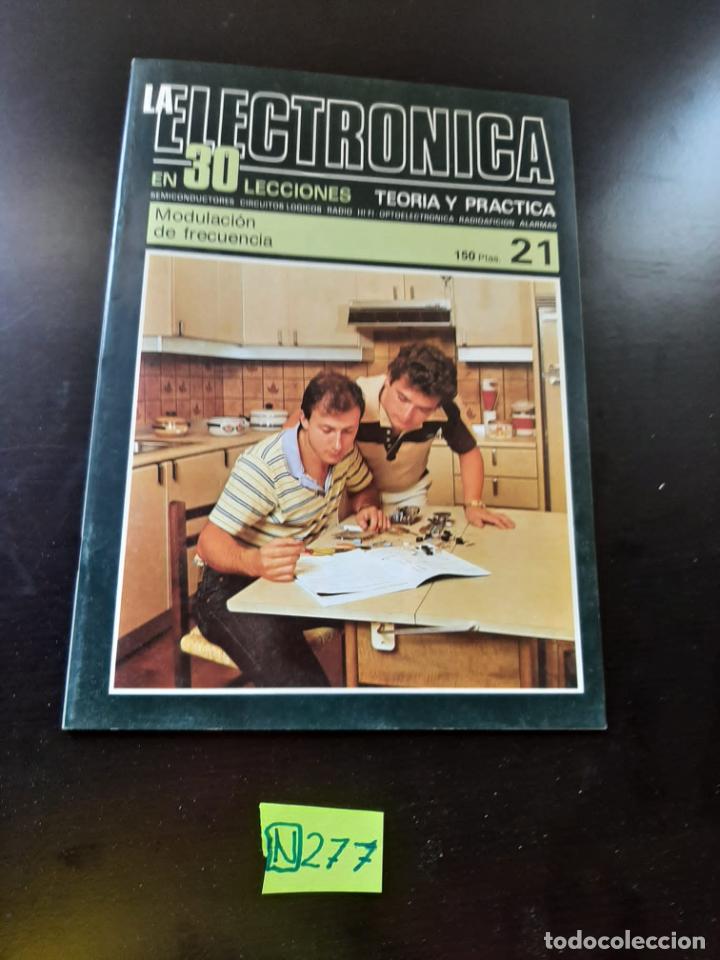 LA ELECTRONICA
EN 30 LECCIONES TEORIA Y PRACTICA
SEMICONDUCTORES CIRCUITOS LOGICOS RADIO HI FI OPTOELECTRONICA RADIOAFICION ALARMAS
Modulación
de frecuencia
150 Ptas. 21
N 277
todocoleccion